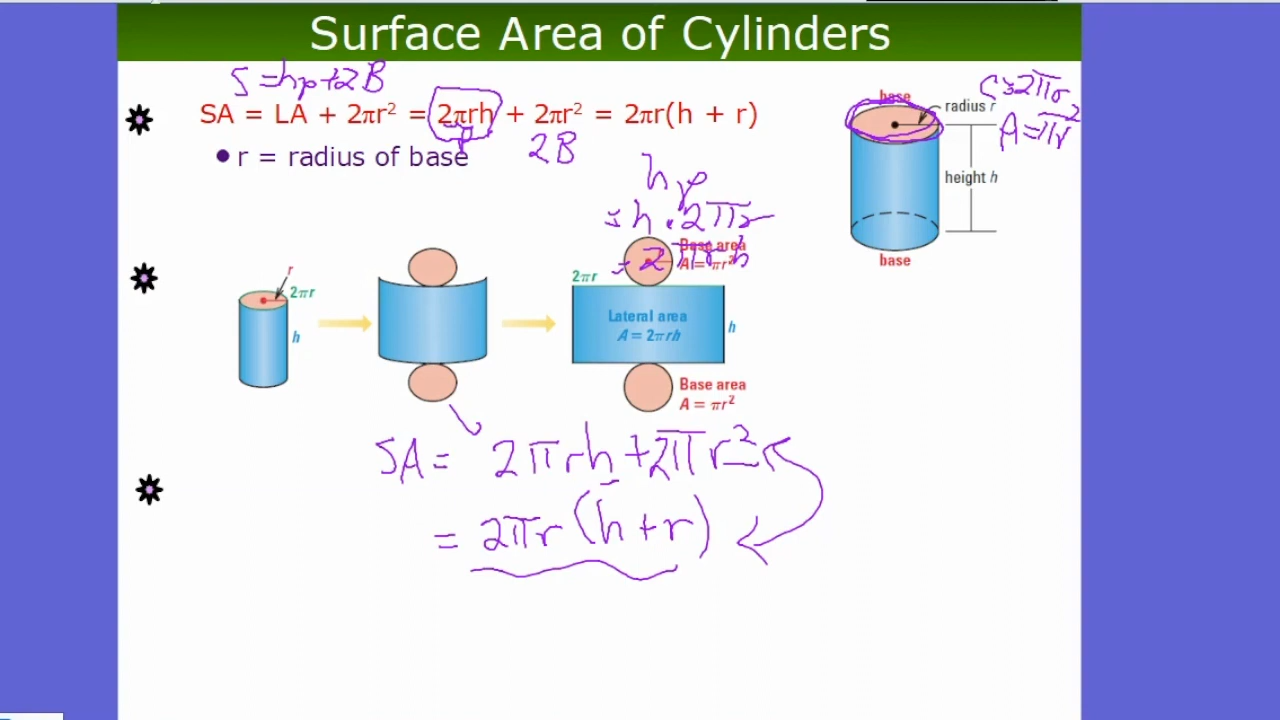 Surface Area of Cylinders
S = hp + 2B
SA = LA + 2πr² = 2πrh + 2πr² = 2πr(h + r)
p
2B
• r = radius of base
base
radius r
C = 2πr
A = πr²
height h
base
hp
= h · 2πr
= 2πrh
r
2πr
h
2πr
Base area
A = πr²
Lateral area
A = 2πrh
h
Base area
A = πr²
SA = 2πrh + 2πr²
= 2πr(h + r)